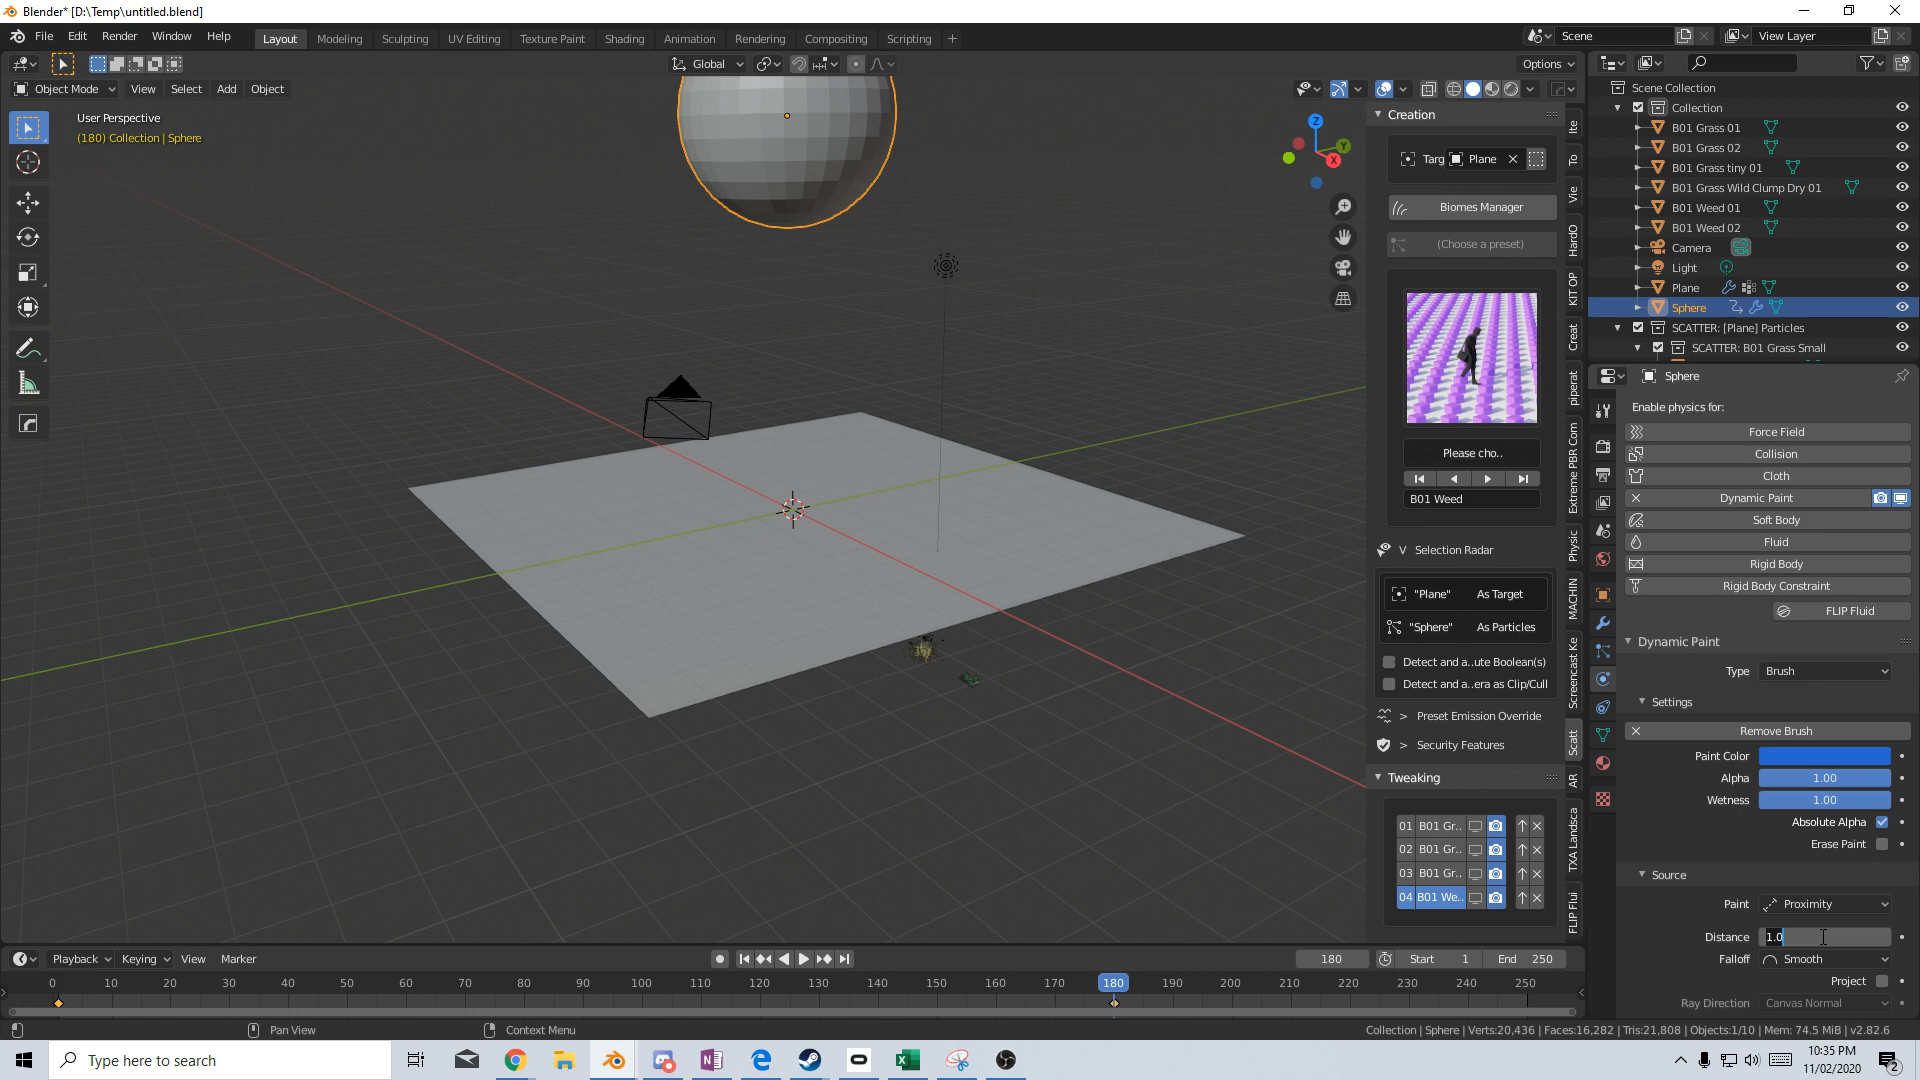 Blender* [D:\Temp\untitled.blend]
File Edit Render Window Help
Layout Modeling Sculpting UV Editing Texture Paint Shading Animation Rendering Compositing Scripting +
Scene
View Layer
Global
Options
Object Mode View Select Add Object
User Perspective
(180) Collection | Sphere
Z
Y
X
Creation
Targ Plane
Biomes Manager
(Choose a preset)
Please cho..
B01 Weed
V Selection Radar
"Plane" As Target
"Sphere" As Particles
Detect and a..ute Boolean(s)
Detect and a..era as Clip/Cull
> Preset Emission Override
> Security Features
Tweaking
01 B01 Gr..
02 B01 Gr..
03 B01 Gr..
04 B01 We..
Ite
To
Vie
HardO
KIT OP
Creat
piperat
Extreme PBR Com
Physic
MACHIN
Screencast Ke
Scatt
AR
TXA Landsca
FLIP Flui
Scene Collection
Collection
B01 Grass 01
B01 Grass 02
B01 Grass tiny 01
B01 Grass Wild Clump Dry 01
B01 Weed 01
B01 Weed 02
Camera
Light
Plane
Sphere
SCATTER: [Plane] Particles
SCATTER: B01 Grass Small
Sphere
Enable physics for:
Force Field
Collision
Cloth
Dynamic Paint
Soft Body
Fluid
Rigid Body
Rigid Body Constraint
FLIP Fluid
Dynamic Paint
Type Brush
Settings
Remove Brush
Paint Color
Alpha 1.00
Wetness 1.00
Absolute Alpha
Erase Paint
Source
Paint Proximity
Distance 1.0
Falloff Smooth
Project
Ray Direction Canvas Normal
Playback Keying View Marker
180 Start 1 End 250
0 10 20 30 40 50 60 70 80 90 100 110 120 130 140 150 160 170 180 190 200 210 220 230 240 250
Pan View Context Menu
Collection | Sphere | Verts:20,436 | Faces:16,282 | Tris:21,808 | Objects:1/10 | Mem: 74.5 MiB | v2.82.6
Type here to search
10:35 PM
11/02/2020
2